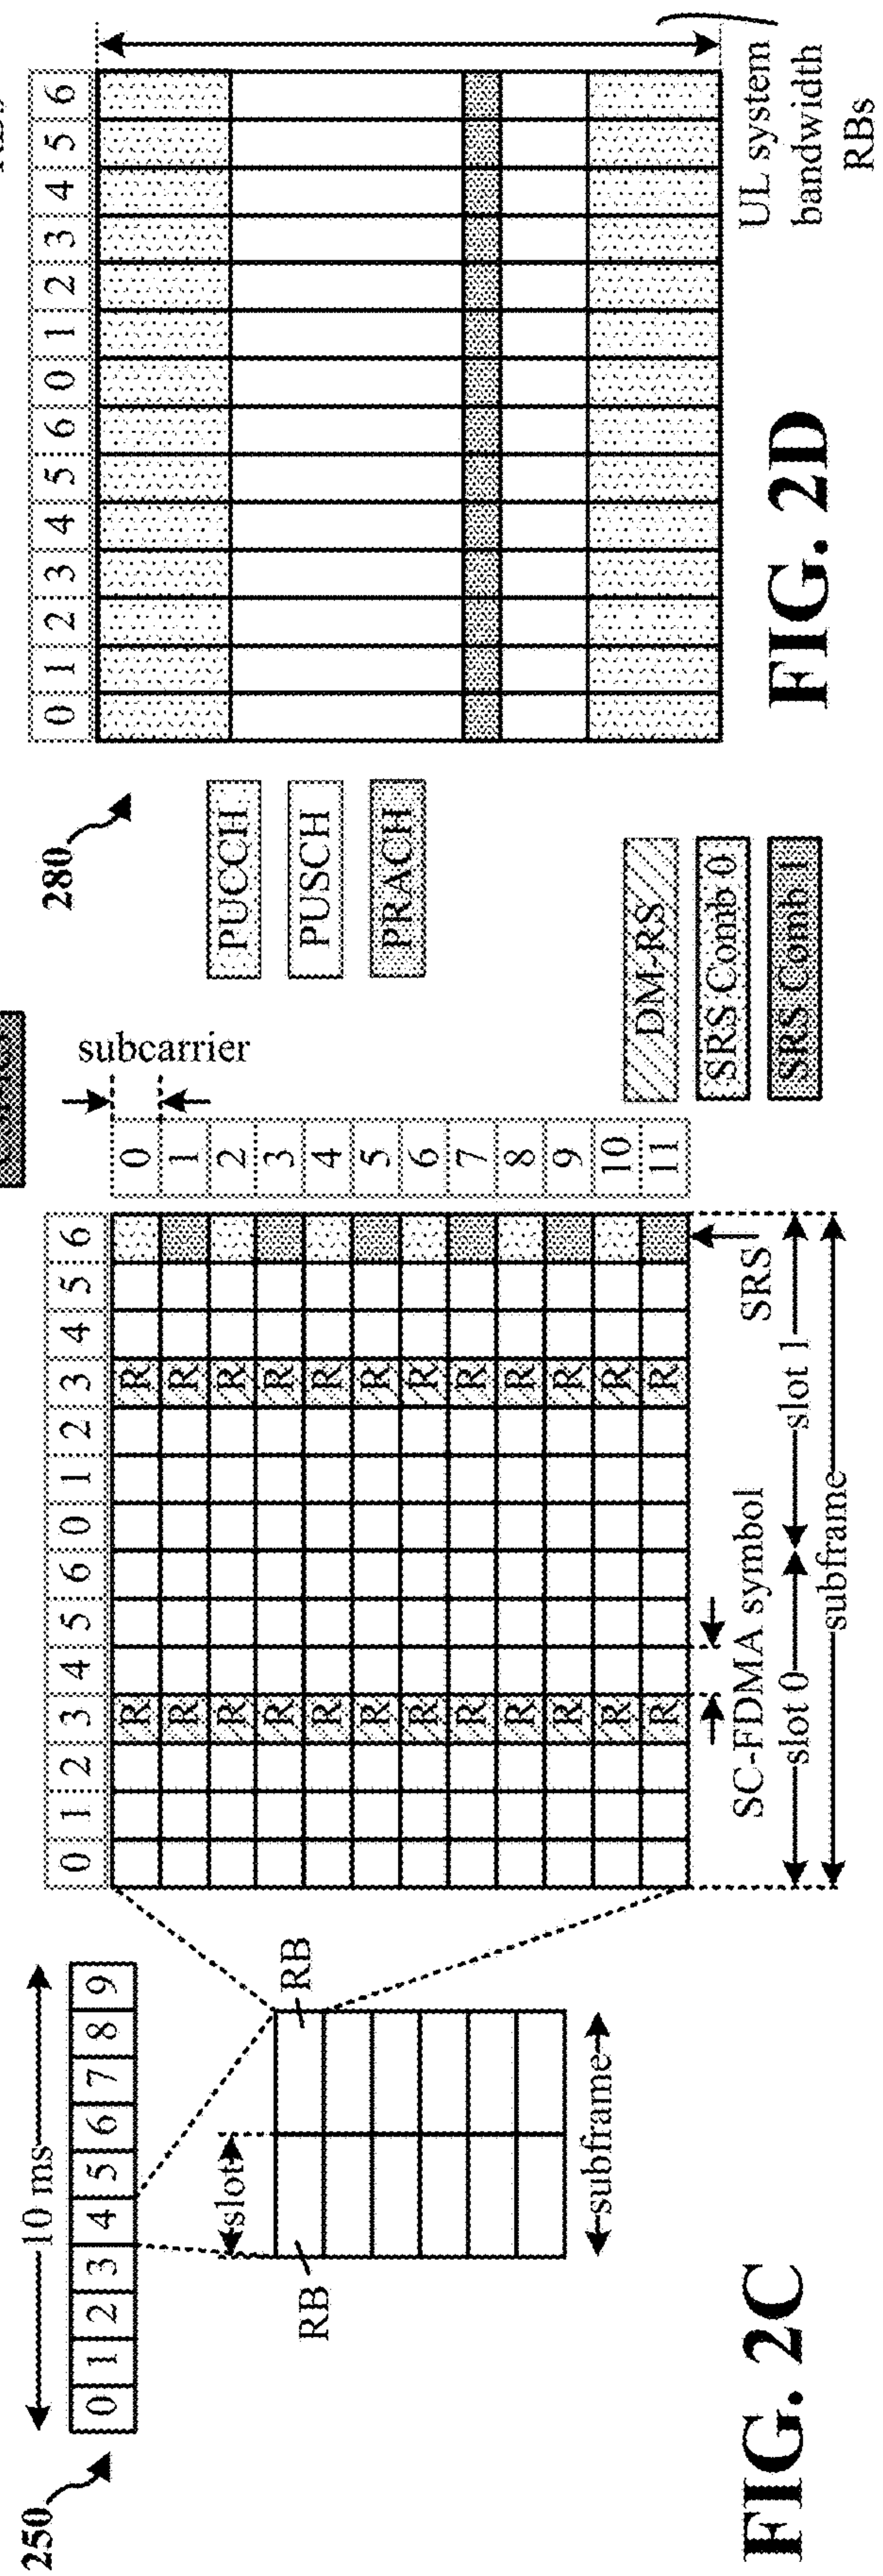 250
10 ms
0 1 2 3 4 5 6 7 8 9
slot
RB
RB
subframe
FIG. 2C
0 1 2 3 4 5 6 0 1 2 3 4 5 6
R R
R R
R R
R R
R R
R R
R R
R R
R R
R R
R R
R R
subcarrier
0
1
2
3
4
5
6
7
8
9
10
11
SC-FDMA symbol
SRS
slot 0
slot 1
subframe
DM-RS
SRS Comb 0
SRS Comb 1
280
PUCCH
PUSCH
PRACH
0 1 2 3 4 5 6 0 1 2 3 4 5 6
UL system
bandwidth
RBs
FIG. 2D